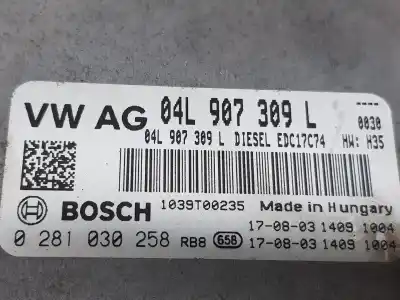 VW AG 04L 907 309 L ----
0030
04L 907 309 L DIESEL EDC17C74 HW: H35
BOSCH 1039T00235 Made in Hungary
17-08-03 1409 1004
0 281 030 258 RB8 658 17-08-03 1409 1004